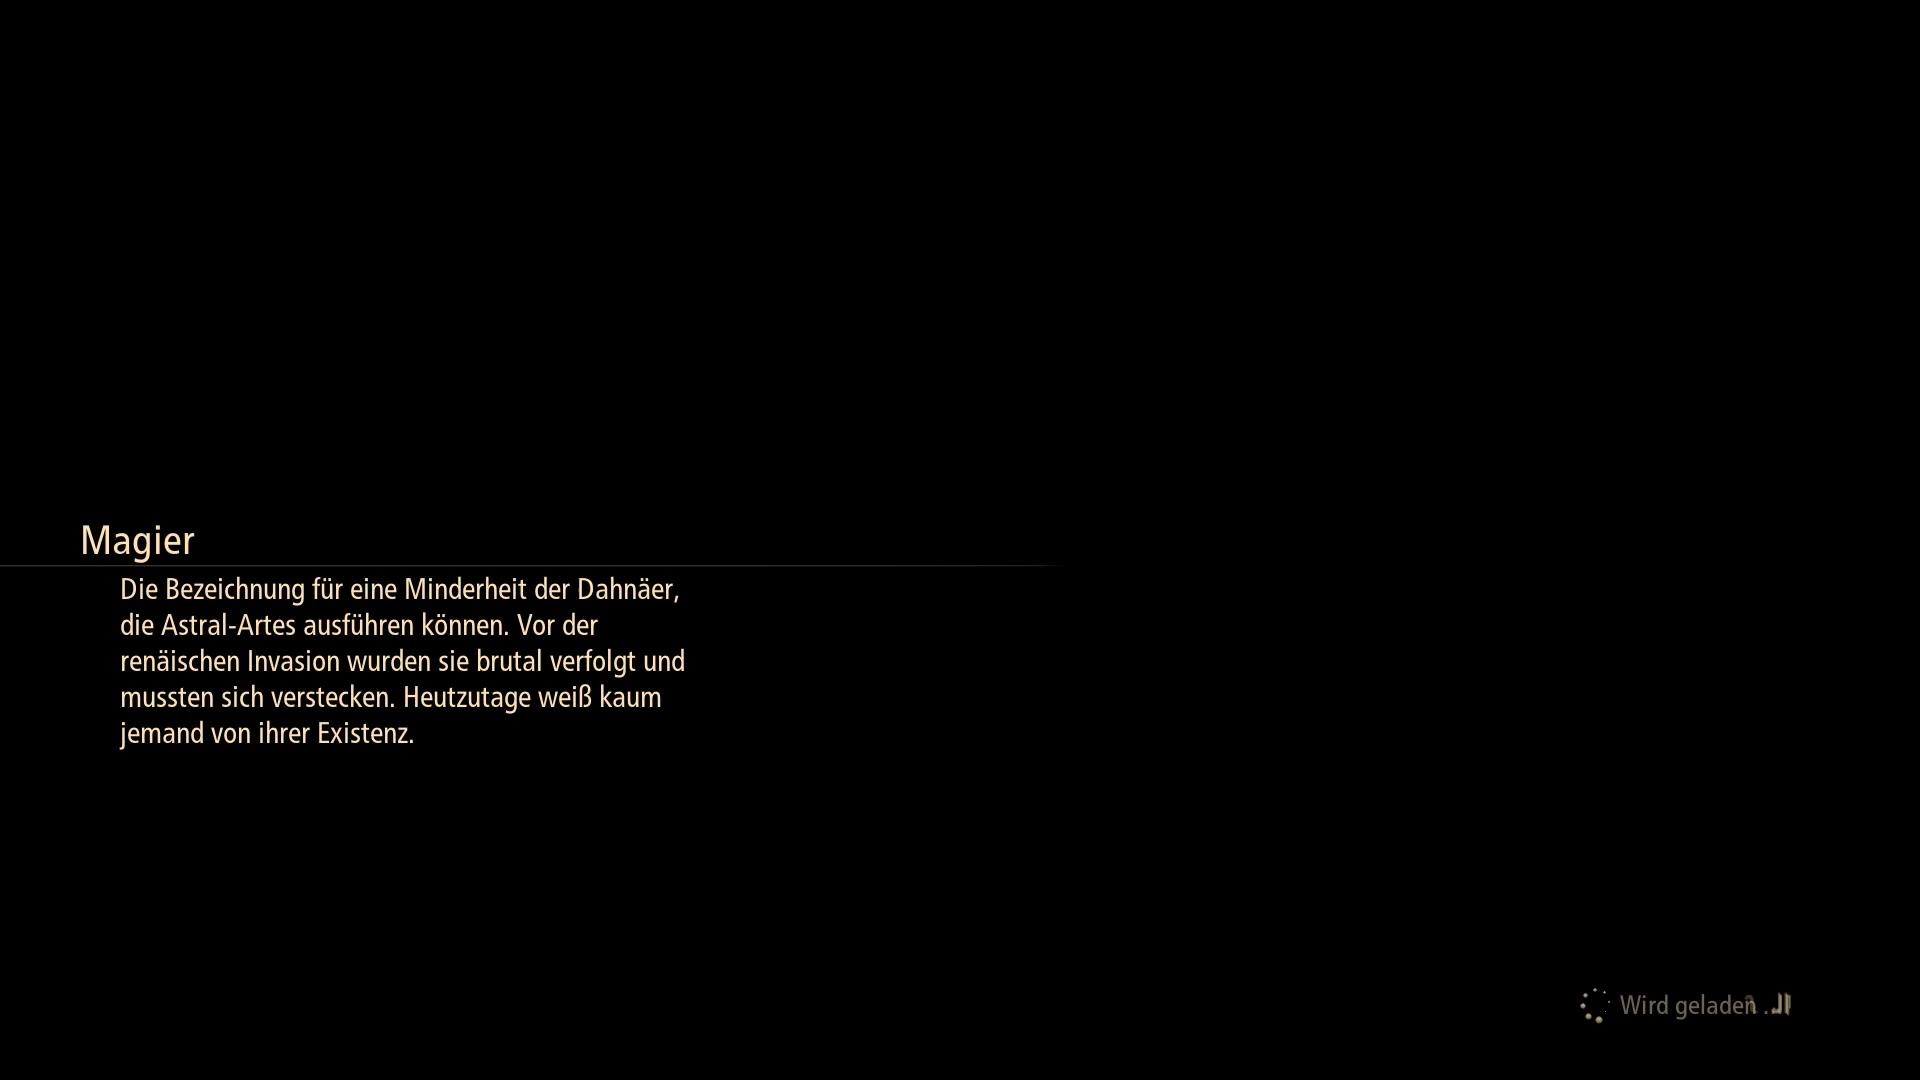 Magier
Die Bezeichnung für eine Minderheit der Dahnäer,
die Astral-Artes ausführen können. Vor der
renäischen Invasion wurden sie brutal verfolgt und
mussten sich verstecken. Heutzutage weiß kaum
jemand von ihrer Existenz.
Wird geladen ...